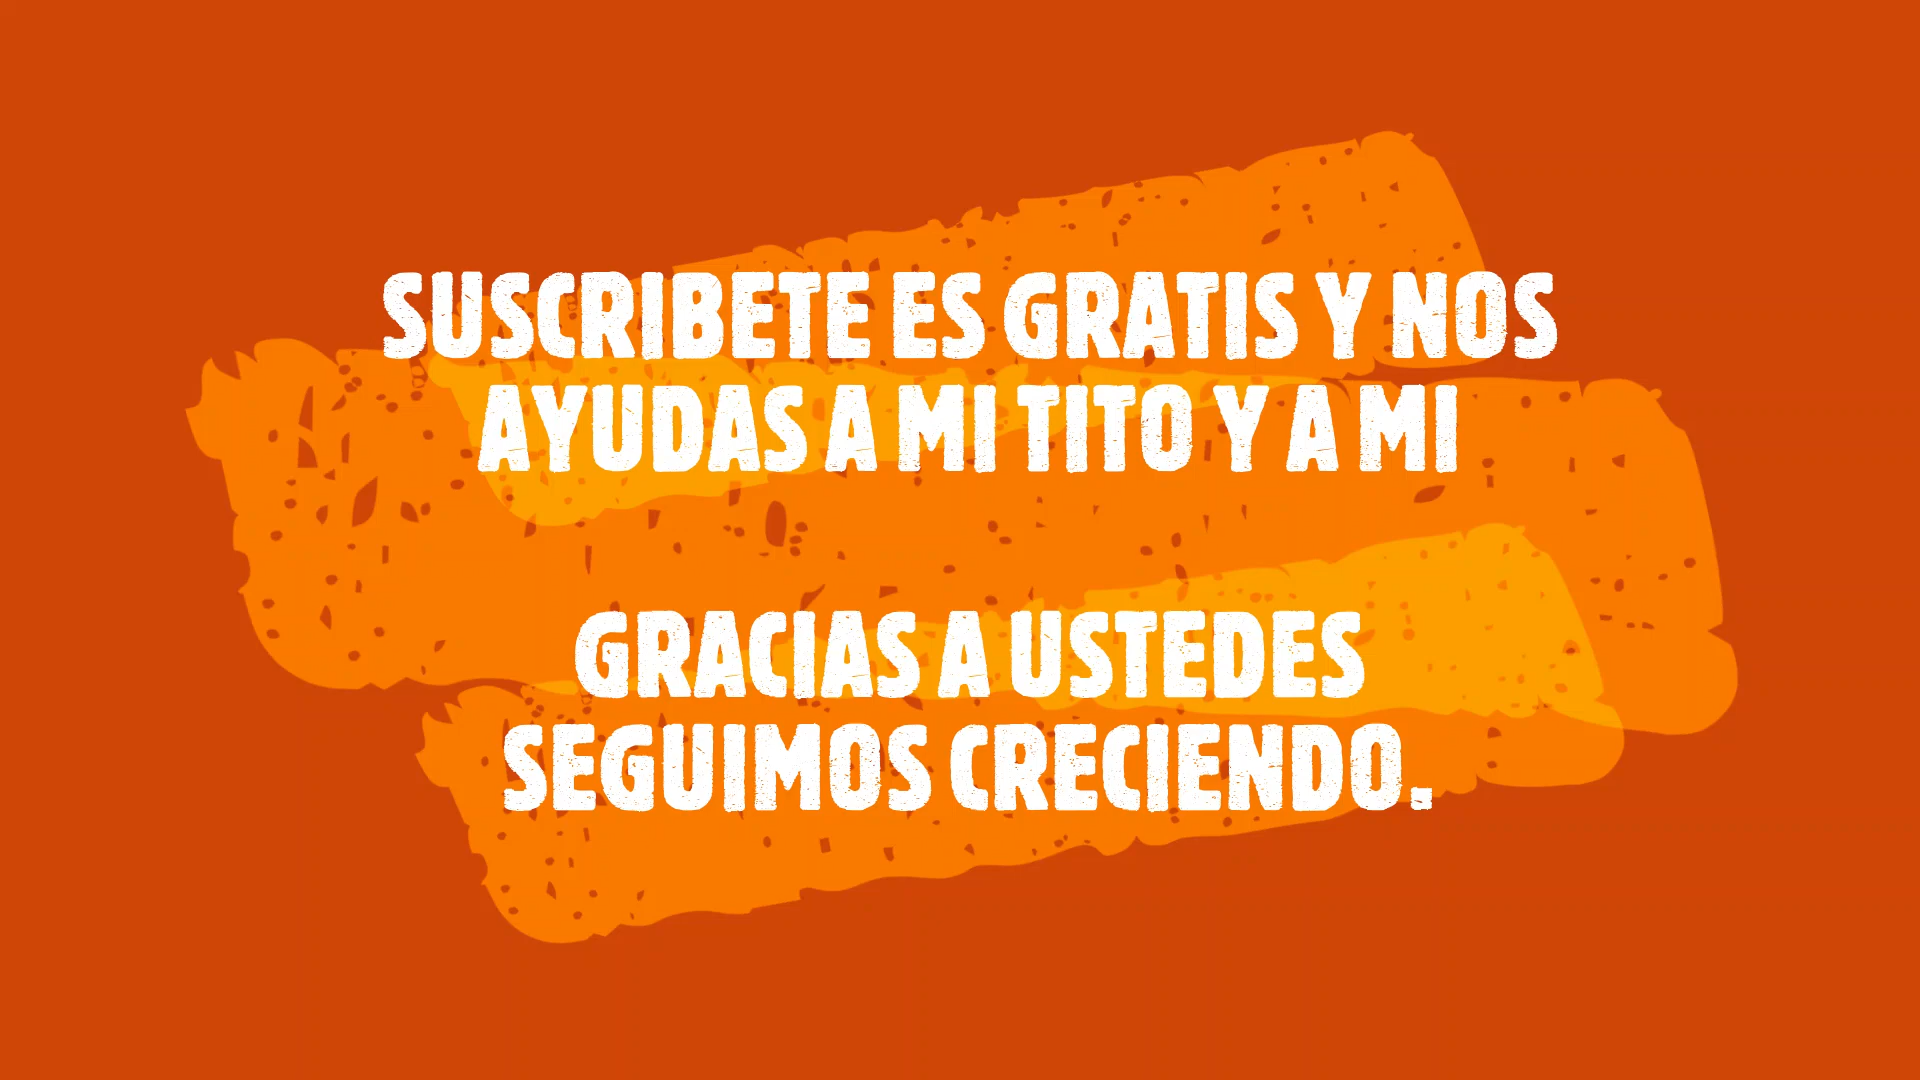 SUSCRIBETE ES GRATIS Y NOS
AYUDAS A MI TITO Y A MI
GRACIAS A USTEDES
SEGUIMOS CRECIENDO.